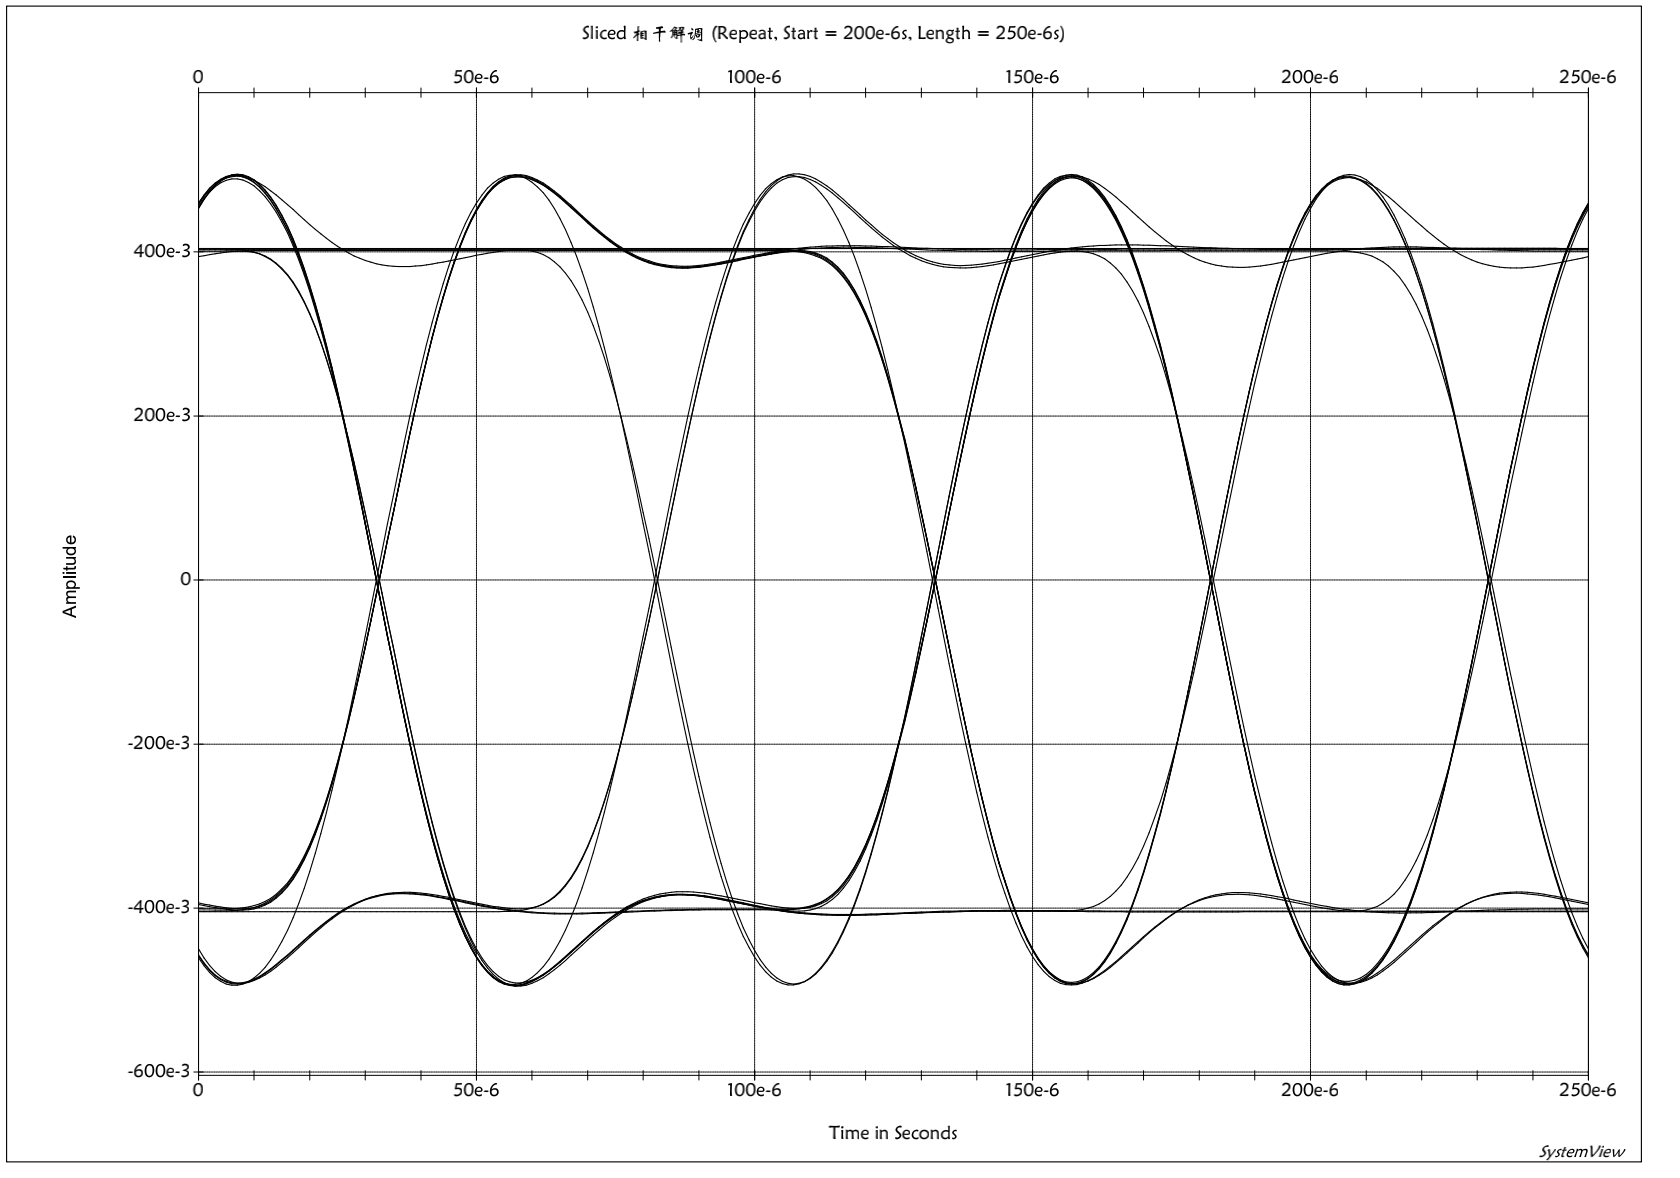 Sliced 相干解调 (Repeat, Start = 200e-6s, Length = 250e-6s)
0 50e-6 100e-6 150e-6 200e-6 250e-6
400e-3
200e-3
0
-200e-3
-400e-3
-600e-3
Amplitude
0 50e-6 100e-6 150e-6 200e-6 250e-6
Time in Seconds
SystemView